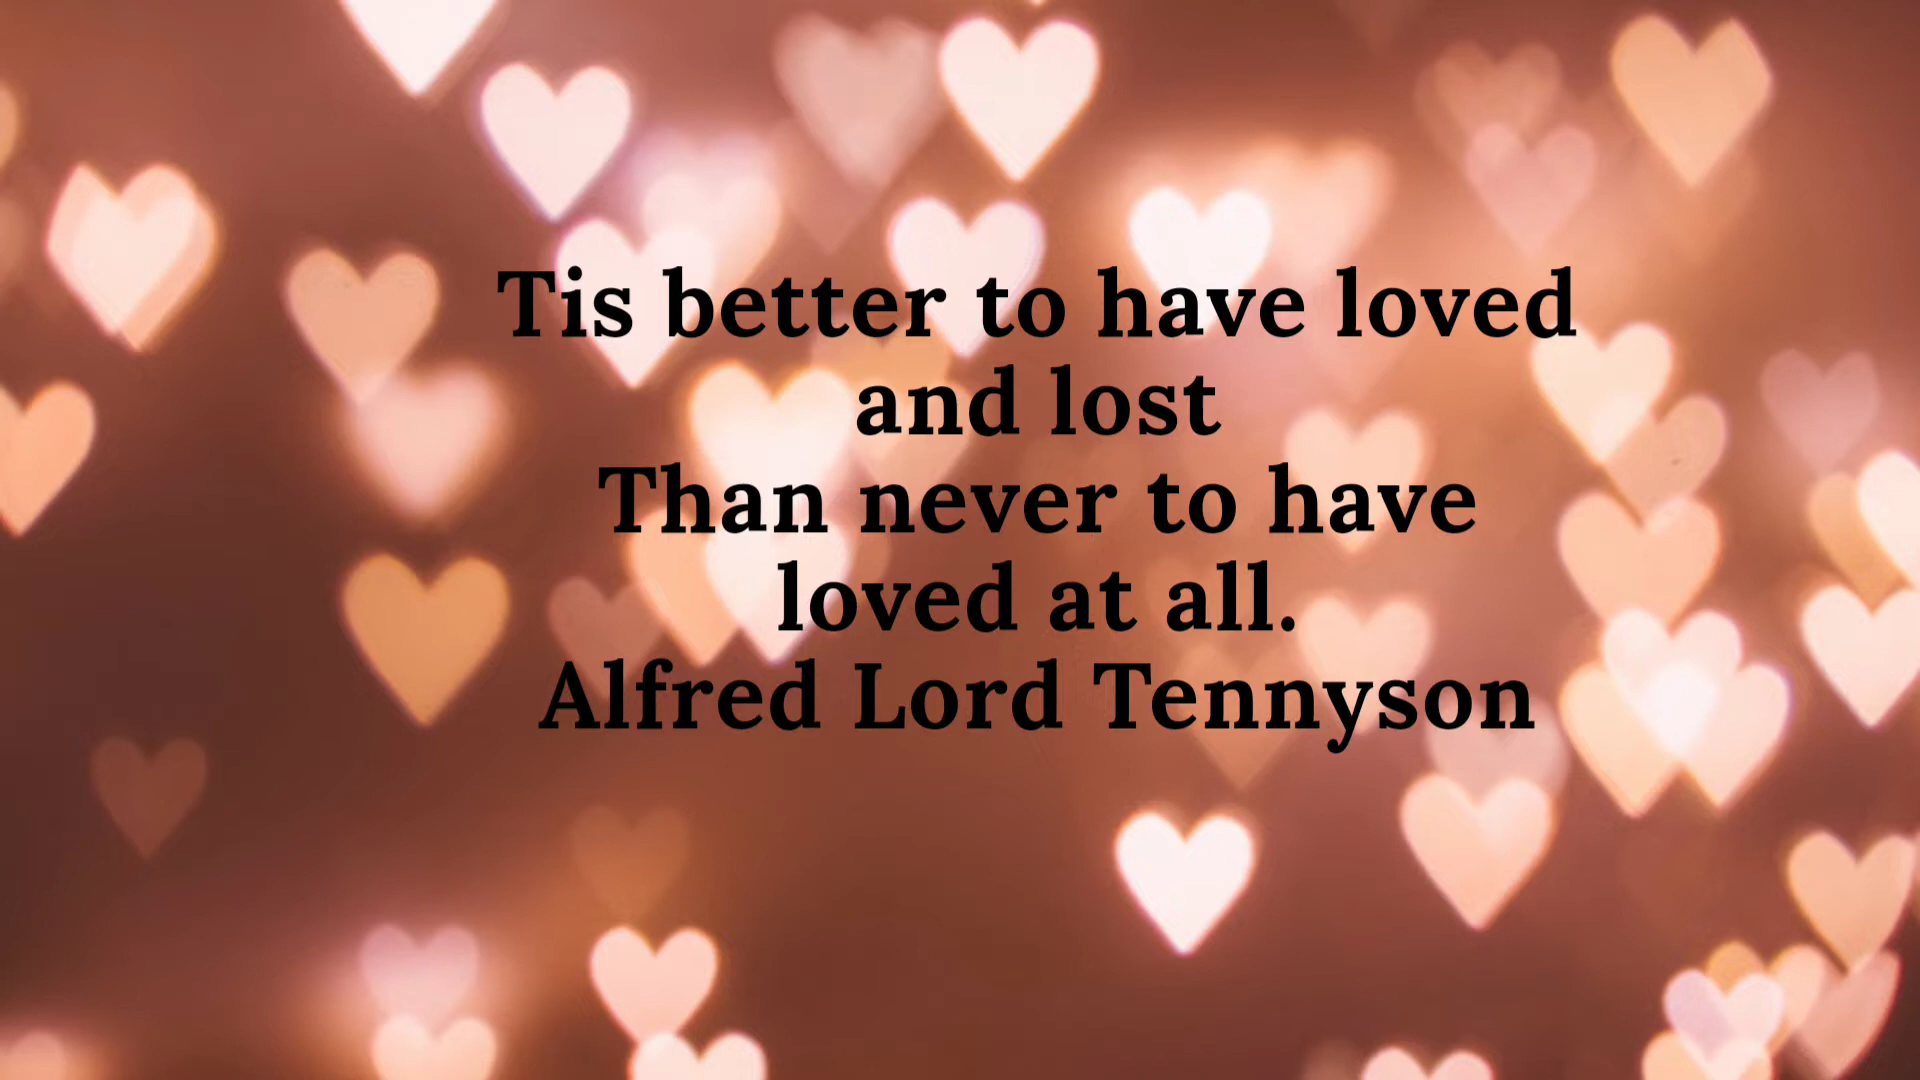 Tis better to have loved
and lost
Than never to have
loved at all.
Alfred Lord Tennyson